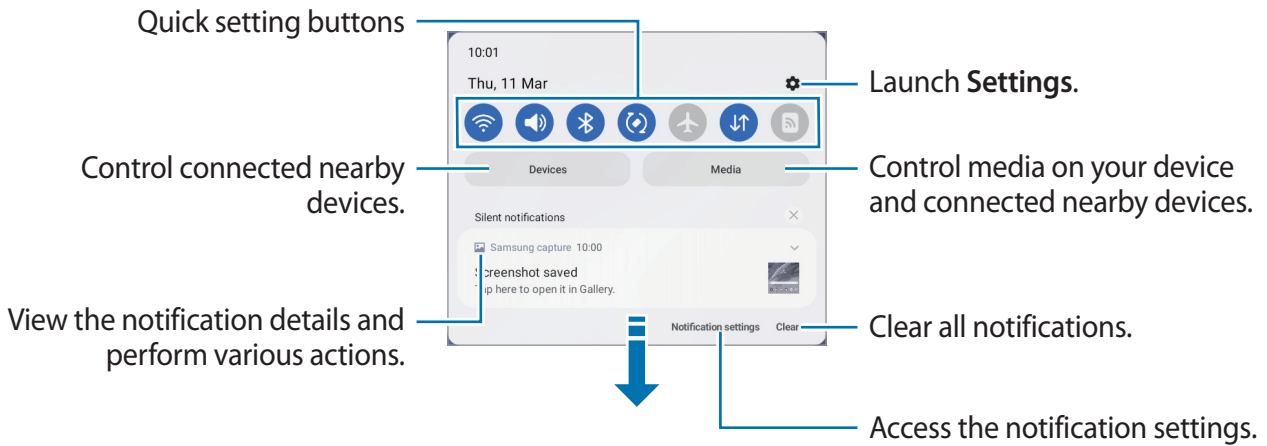 Quick setting buttons
10:01
Thu, 11 Mar
Launch Settings.
Control connected nearby
devices.
Devices
Media
Control media on your device
and connected nearby devices.
Silent notifications
Samsung capture 10:00
Screenshot saved
Tap here to open it in Gallery.
View the notification details and
perform various actions.
Notification settings
Clear
Clear all notifications.
Access the notification settings.